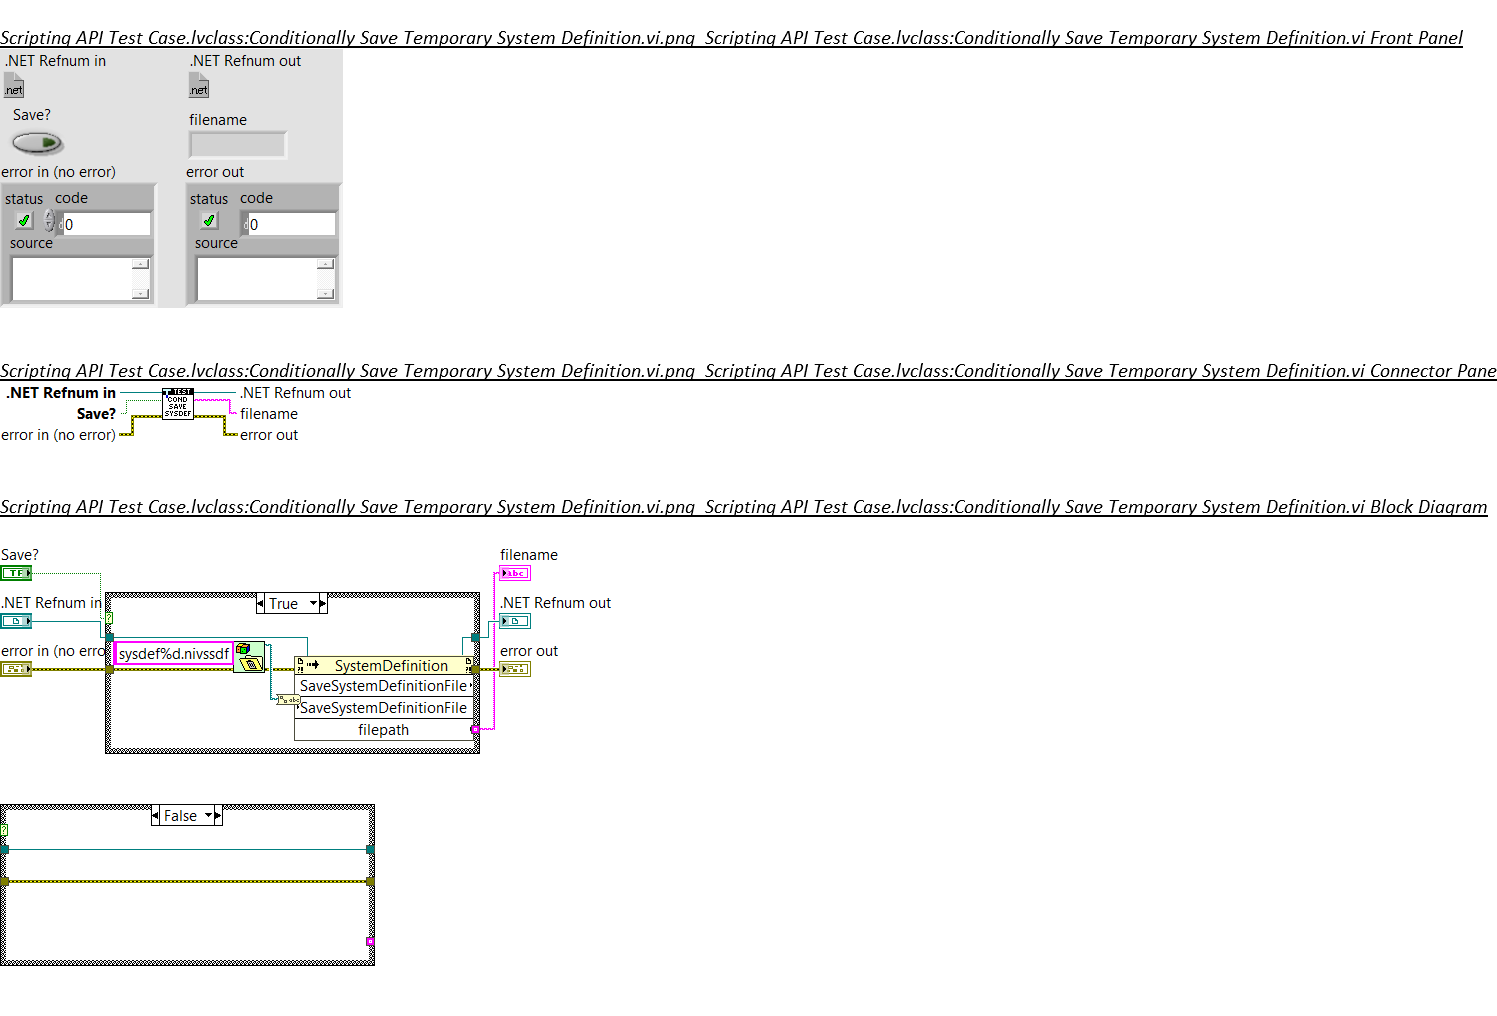 Scripting API Test Case.lvclass:Conditionally Save Temporary System Definition.vi.png  Scripting API Test Case.lvclass:Conditionally Save Temporary System Definition.vi Front Panel
.NET Refnum in
.NET Refnum out
.net
.net
Save?
filename
error in (no error)
error out
status code
status code
d 0
d 0
source
source
Scripting API Test Case.lvclass:Conditionally Save Temporary System Definition.vi.png  Scripting API Test Case.lvclass:Conditionally Save Temporary System Definition.vi Connector Pane
.NET Refnum in
TEST
.NET Refnum out
COND
Save?
SAVE
filename
SYSDEF
error in (no error)
error out
Scripting API Test Case.lvclass:Conditionally Save Temporary System Definition.vi.png  Scripting API Test Case.lvclass:Conditionally Save Temporary System Definition.vi Block Diagram
Save?
filename
TF
abc
.NET Refnum in
True
.NET Refnum out
?
error in (no erro
sysdef%d.nivssdf
error out
SystemDefinition
SaveSystemDefinitionFile
abc
SaveSystemDefinitionFile
filepath
False
?